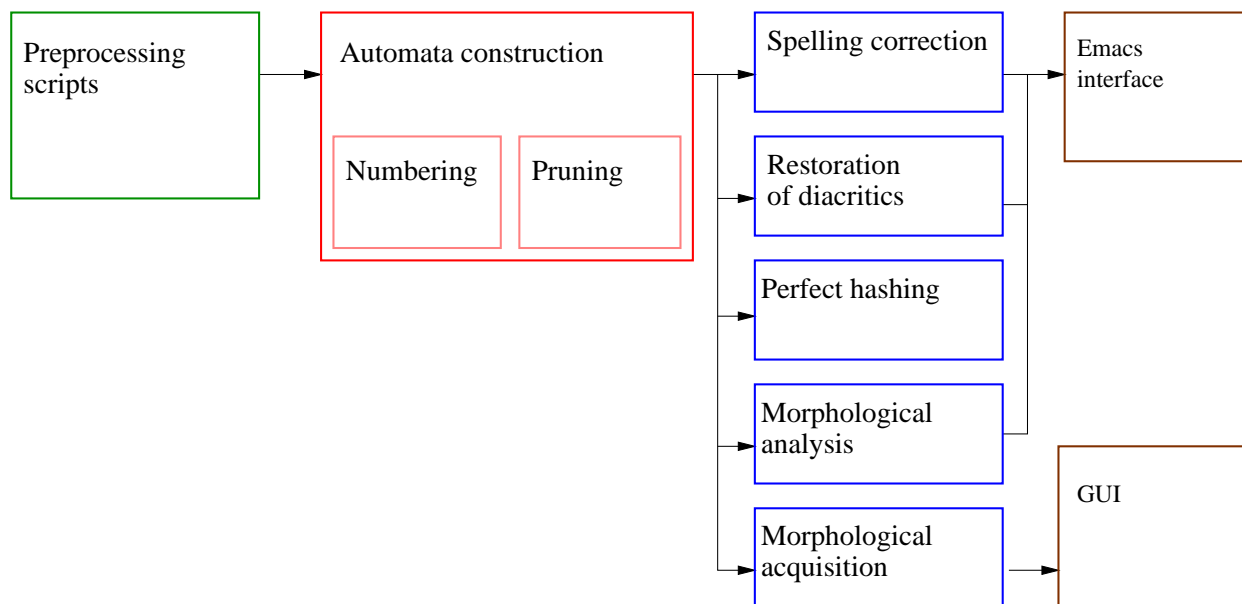 Preprocessing
scripts
Automata construction
Numbering
Pruning
Spelling correction
Restoration
of diacritics
Perfect hashing
Morphological
analysis
Morphological
acquisition
Emacs
interface
GUI